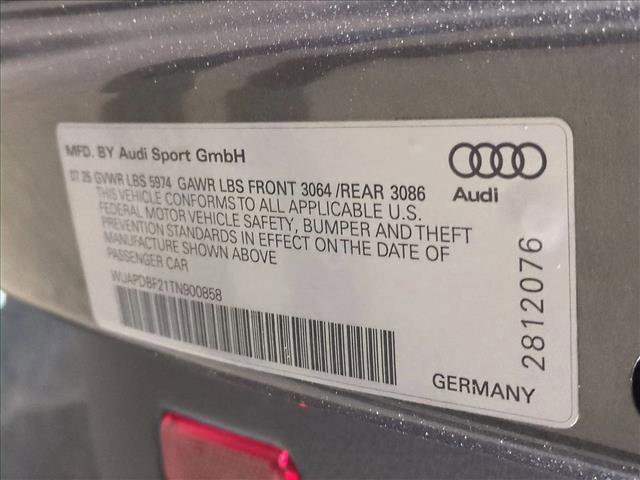 MFD. BY Audi Sport GmbH
07 25 GVWR LBS 5974 GAWR LBS FRONT 3064 /REAR 3086
THIS VEHICLE CONFORMS TO ALL APPLICABLE U.S.
FEDERAL MOTOR VEHICLE SAFETY, BUMPER AND THEFT
PREVENTION STANDARDS IN EFFECT ON THE DATE OF
MANUFACTURE SHOWN ABOVE
PASSENGER CAR
WUAPDBF21TN900858
Audi
2812076
GERMANY